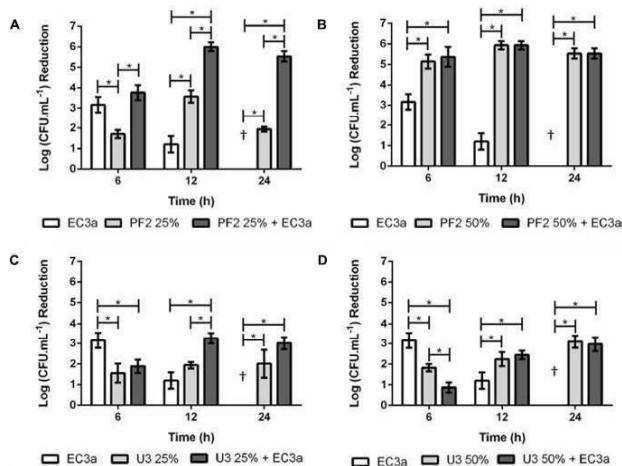 A
Log (CFU.mL⁻¹) Reduction
7
6
5
4
3
2
1
0
* * * * * * * †
6 12 24
Time (h)
EC3a PF2 25% PF2 25% + EC3a
B
Log (CFU.mL⁻¹) Reduction
7
6
5
4
3
2
1
0
* * * * * * †
6 12 24
Time (h)
EC3a PF2 50% PF2 50% + EC3a
C
Log (CFU.mL⁻¹) Reduction
7
6
5
4
3
2
1
0
* * * * * * †
6 12 24
Time (h)
EC3a U3 25% U3 25% + EC3a
D
Log (CFU.mL⁻¹) Reduction
7
6
5
4
3
2
1
0
* * * * * * * †
6 12 24
Time (h)
EC3a U3 50% U3 50% + EC3a